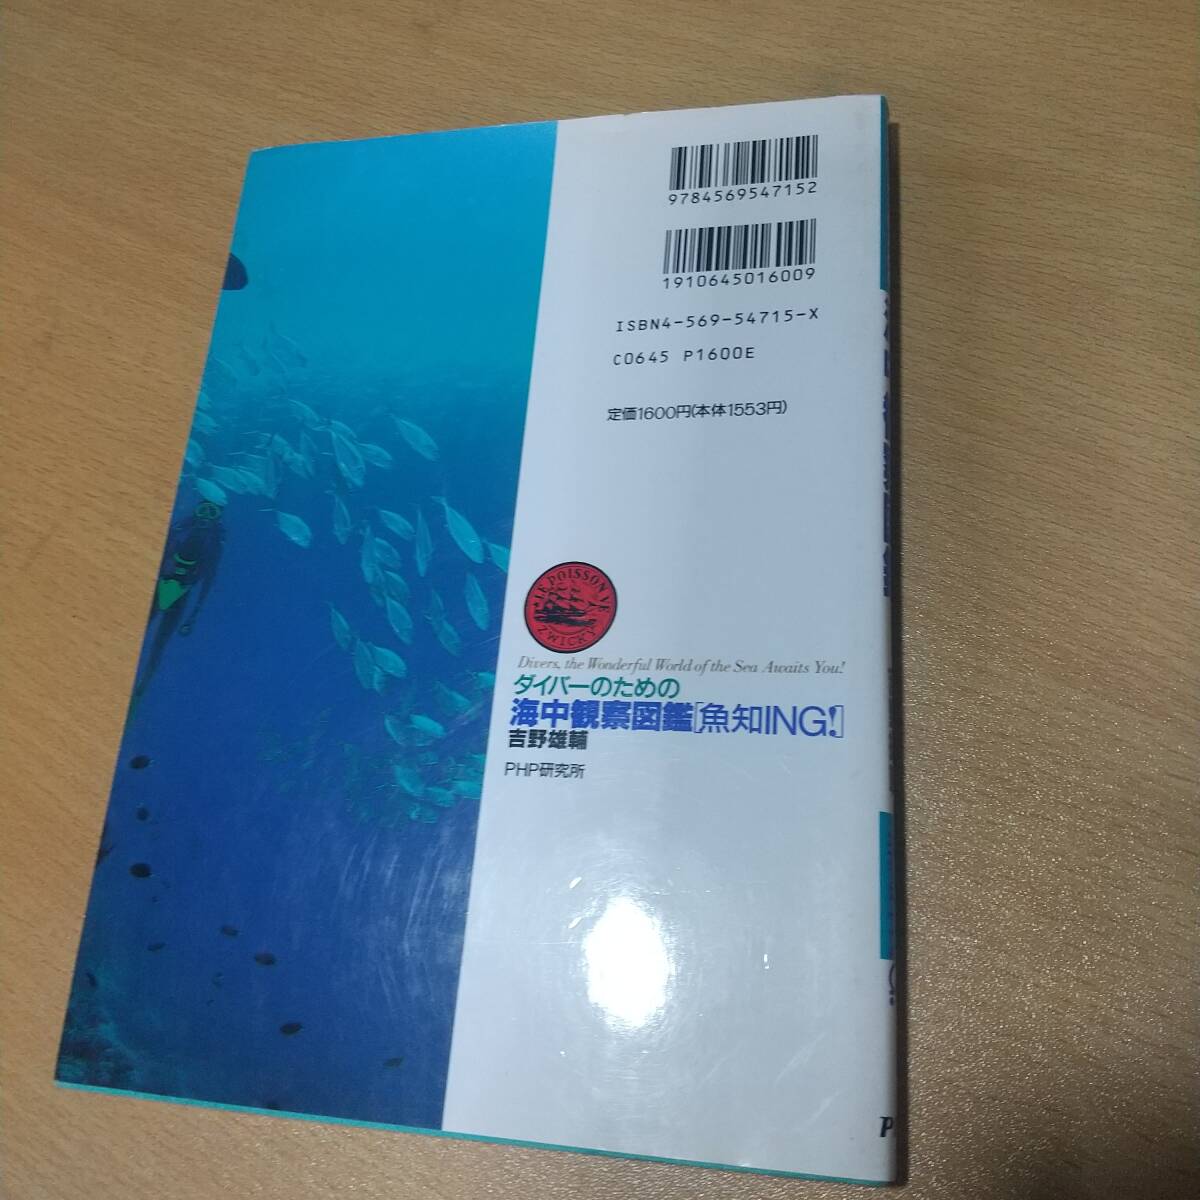 9784569547152
1910645016009
ISBN4-569-54715-X
C0645 P1600E
定価1600円(本体1553円)
LE POISSON VE
ZWICKY
Divers, the Wonderful World of the Sea Awaits You!
ダイバーのための
海中観察図鑑[魚知ING!]
吉野雄輔
PHP研究所
P